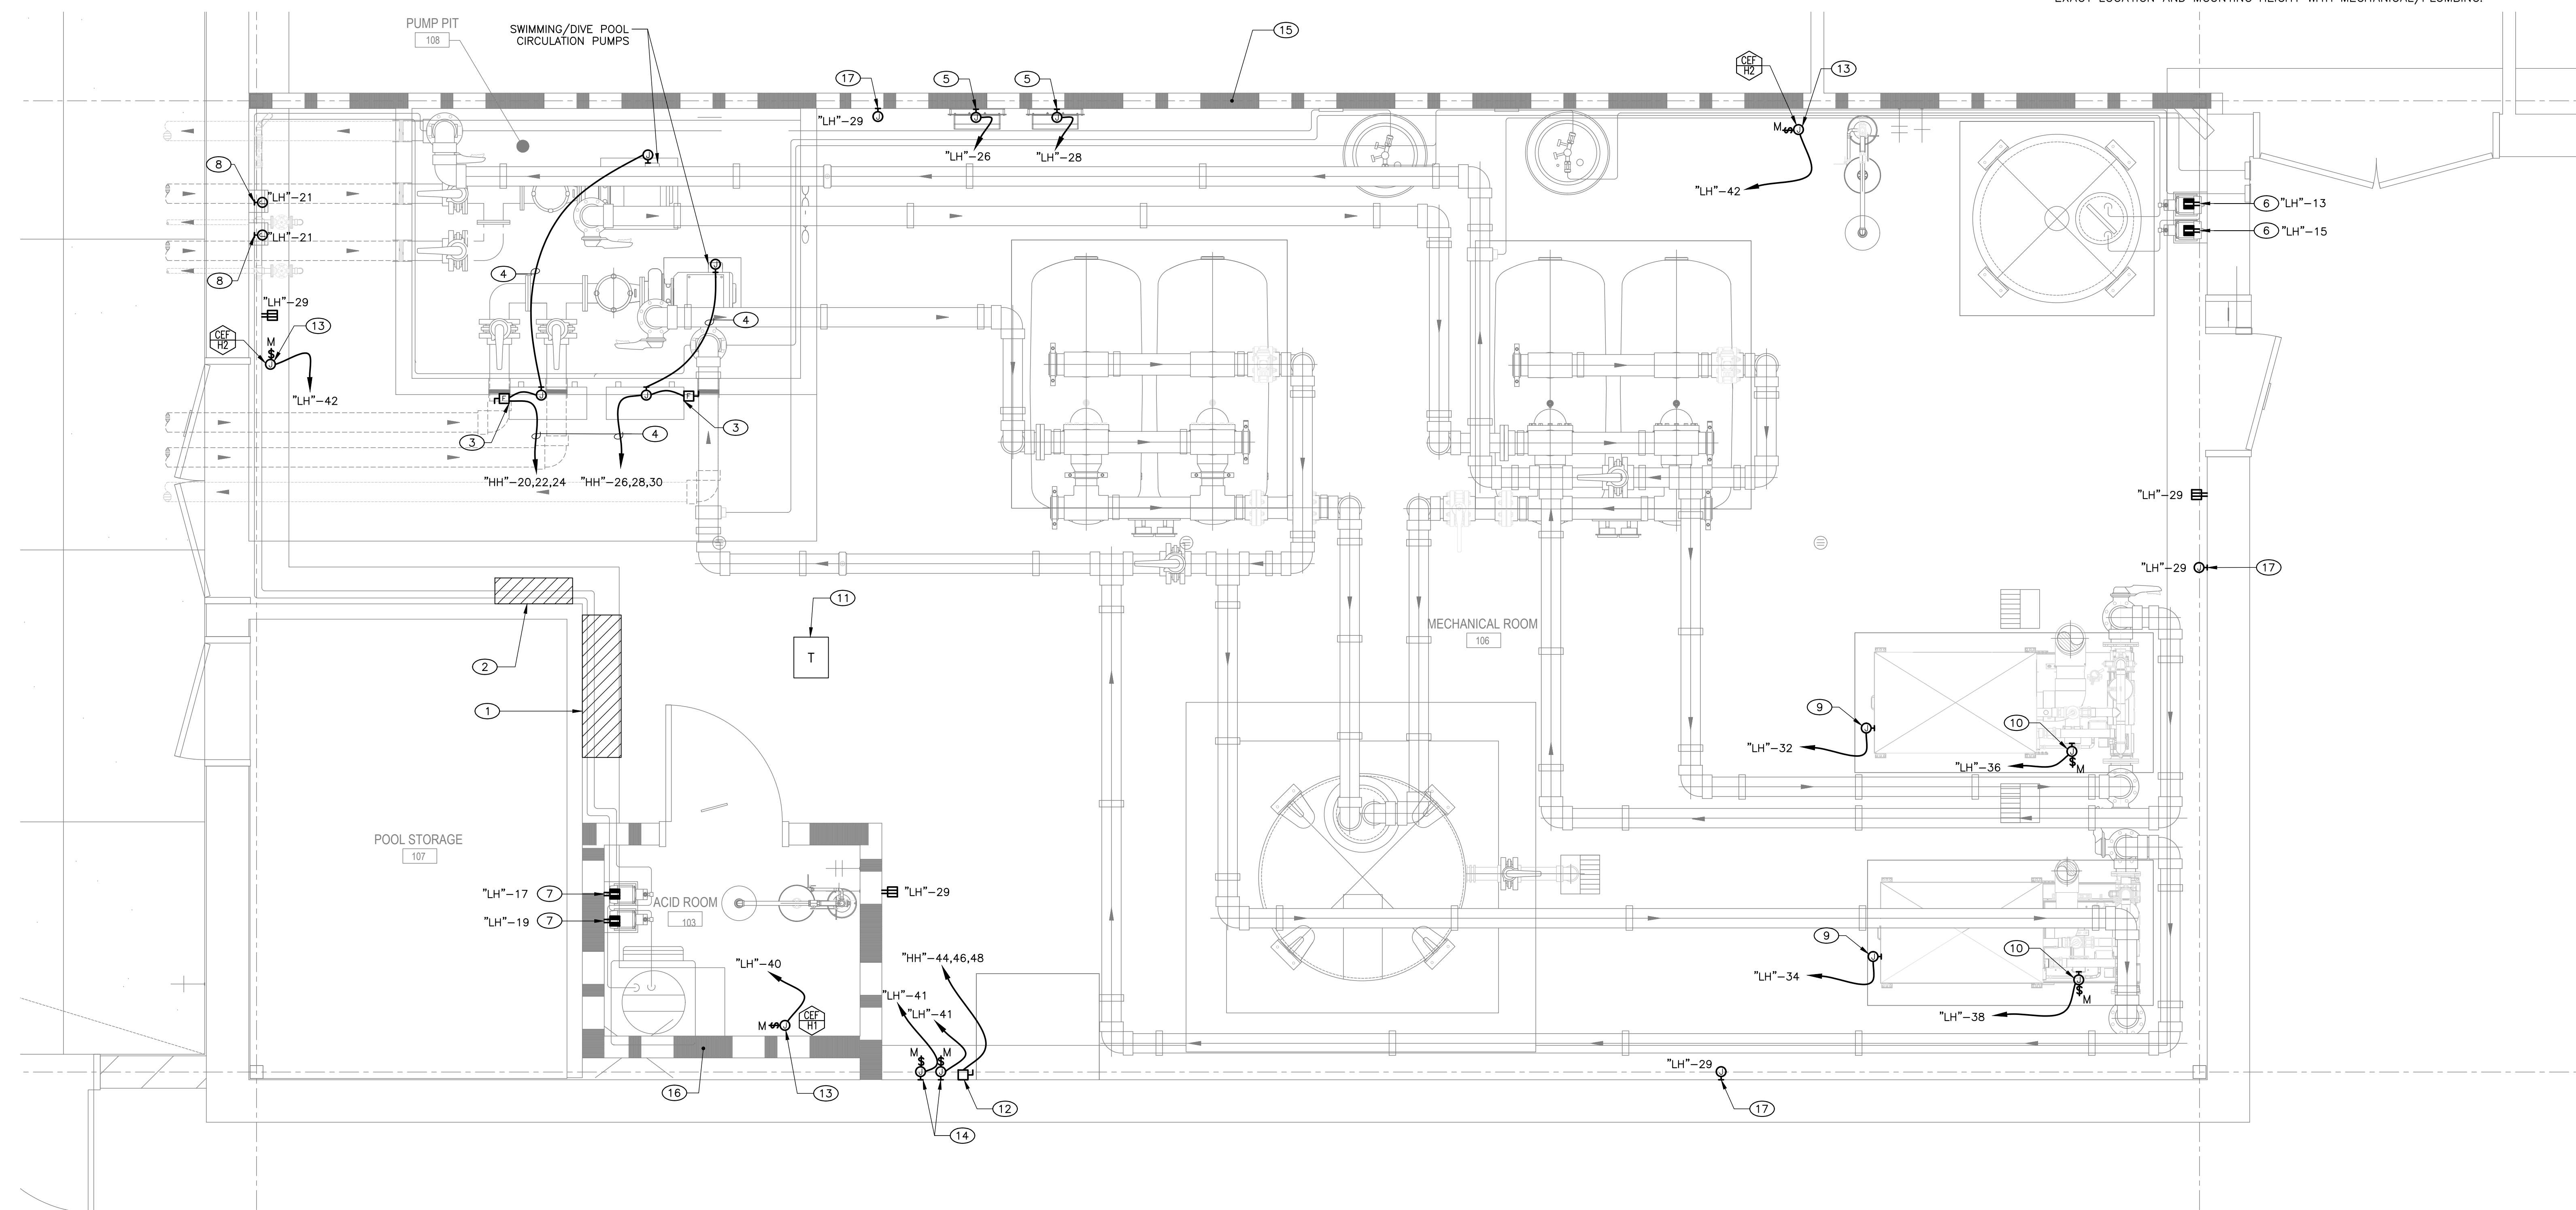 EXACT LOCATION AND MOUNTING HEIGHT WITH MECHANICAL/PLUMBING.
PUMP PIT
108
SWIMMING/DIVE POOL
CIRCULATION PUMPS
15
17
5
5
CEF
H2
13
"LH"-29
"LH"-26
"LH"-28
M
$
J
"LH"-42
8
"LH"-21
"LH"-21
8
6
"LH"-13
6
"LH"-15
4
"LH"-29
CEF
H2
13
M
$
J
"LH"-42
4
3
F
J
J
F
3
4
"HH"-20,22,24
"HH"-26,28,30
"LH"-29
"LH"-29
17
2
11
T
1
MECHANICAL ROOM
106
9
J
10
J
"LH"-32
"LH"-36
$
M
POOL STORAGE
107
"LH"-17
7
ACID ROOM
103
"LH"-19
7
"LH"-29
9
J
10
J
"LH"-34
$
M
"LH"-38
"LH"-40
"HH"-44,46,48
"LH"-41
"LH"-41
CEF
H1
M
$
J
M
$
J
M
$
J
"LH"-29
J
16
13
12
17
14